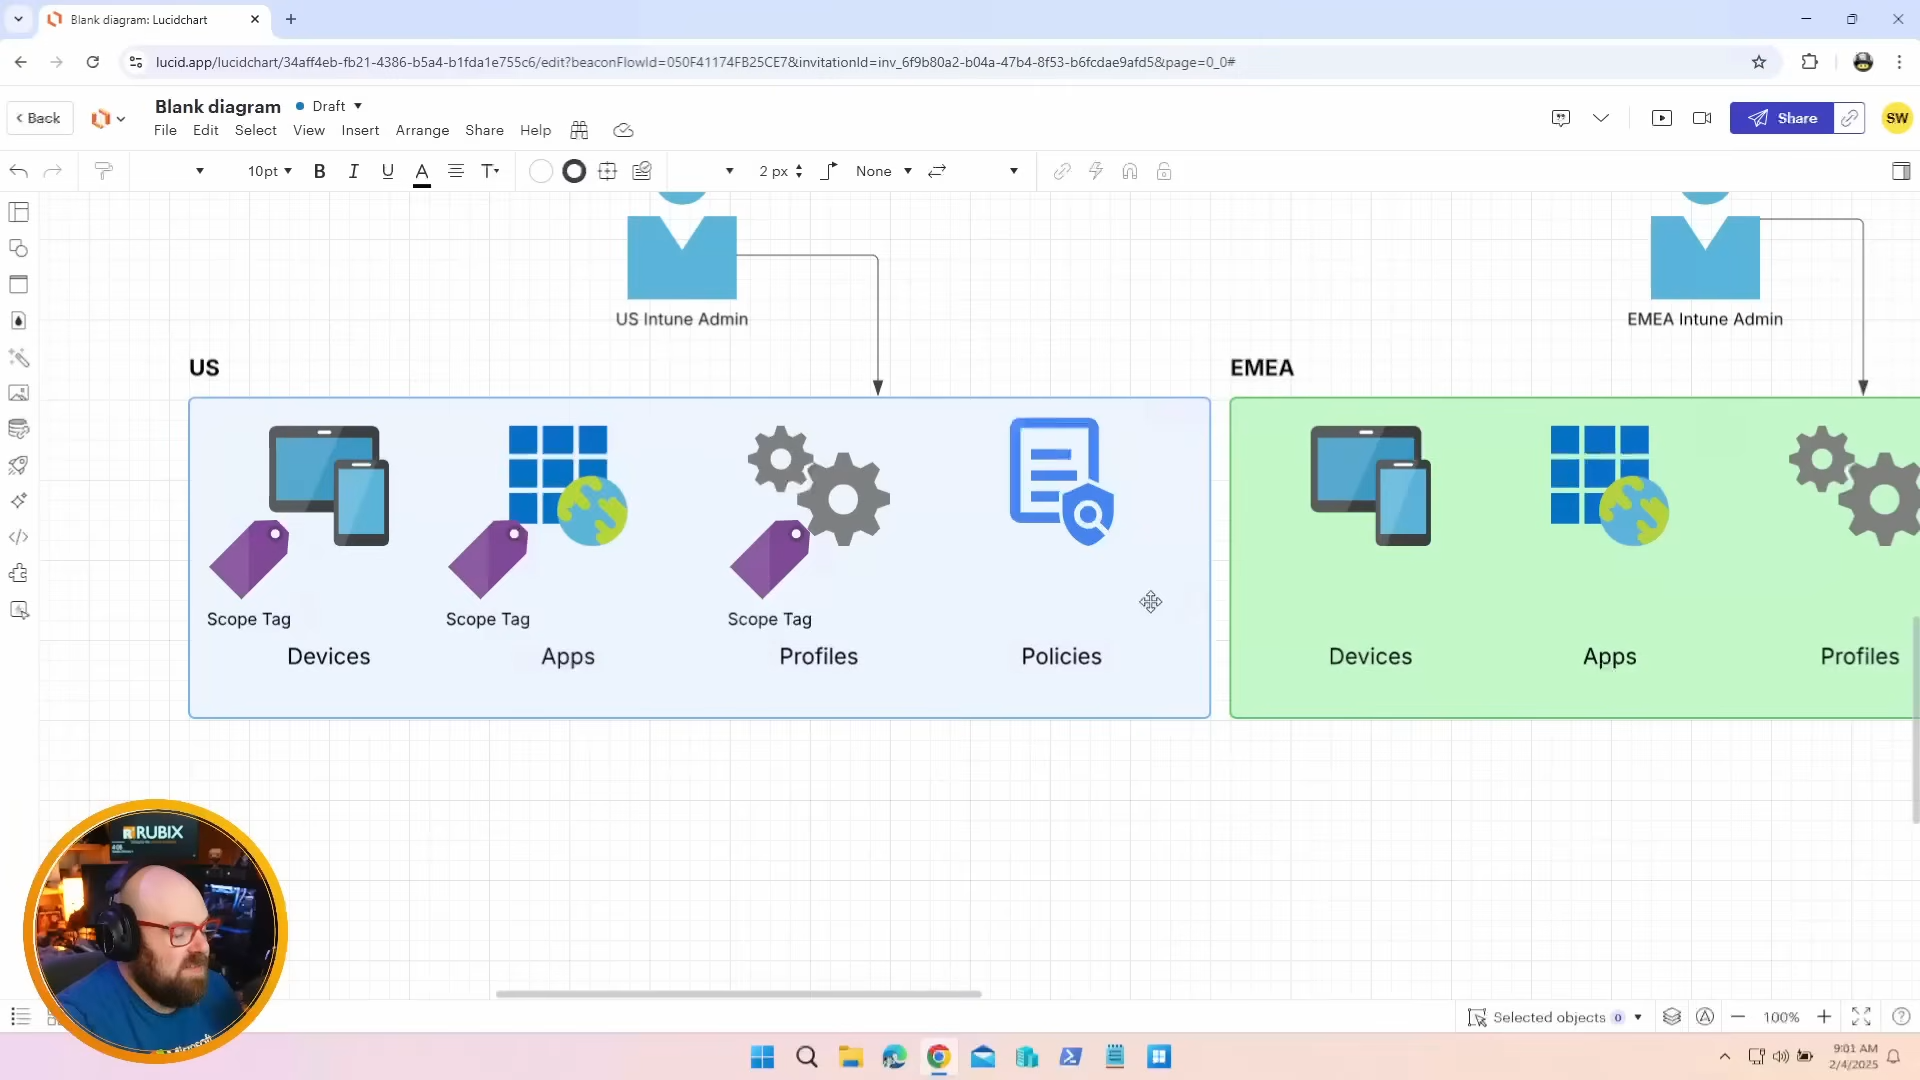 Blank diagram: Lucidchart
lucid.app/lucidchart/34aff4eb-fb21-4386-b5a4-b1fda1e755c6/edit?beaconFlowId=050F41174FB25CE7&invitationId=inv_6f9b80a2-b04a-47b4-8f53-b6fcdae9afd5&page=0_0#
Back
Blank diagram
Draft
File Edit Select View Insert Arrange Share Help
Share
SW
10pt
B I U A T
2 px
None
US Intune Admin
EMEA Intune Admin
US
EMEA
Scope Tag
Scope Tag
Scope Tag
Devices
Apps
Profiles
Policies
Devices
Apps
Profiles
RUBIX
Selected objects 0
100%
9:01 AM
2/4/2025